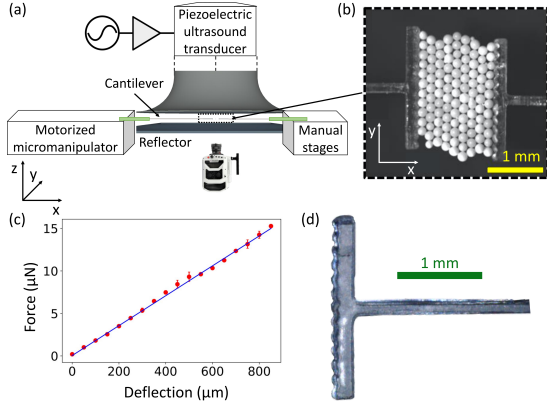 (a)
Piezoelectric
ultrasound
transducer
Cantilever
Motorized
micromanipulator
Reflector
Manual
stages
z
y
x
(b)
y
x
1 mm
(c)
Force (μN)
15
10
5
0
0 200 400 600 800
Deflection (μm)
(d)
1 mm